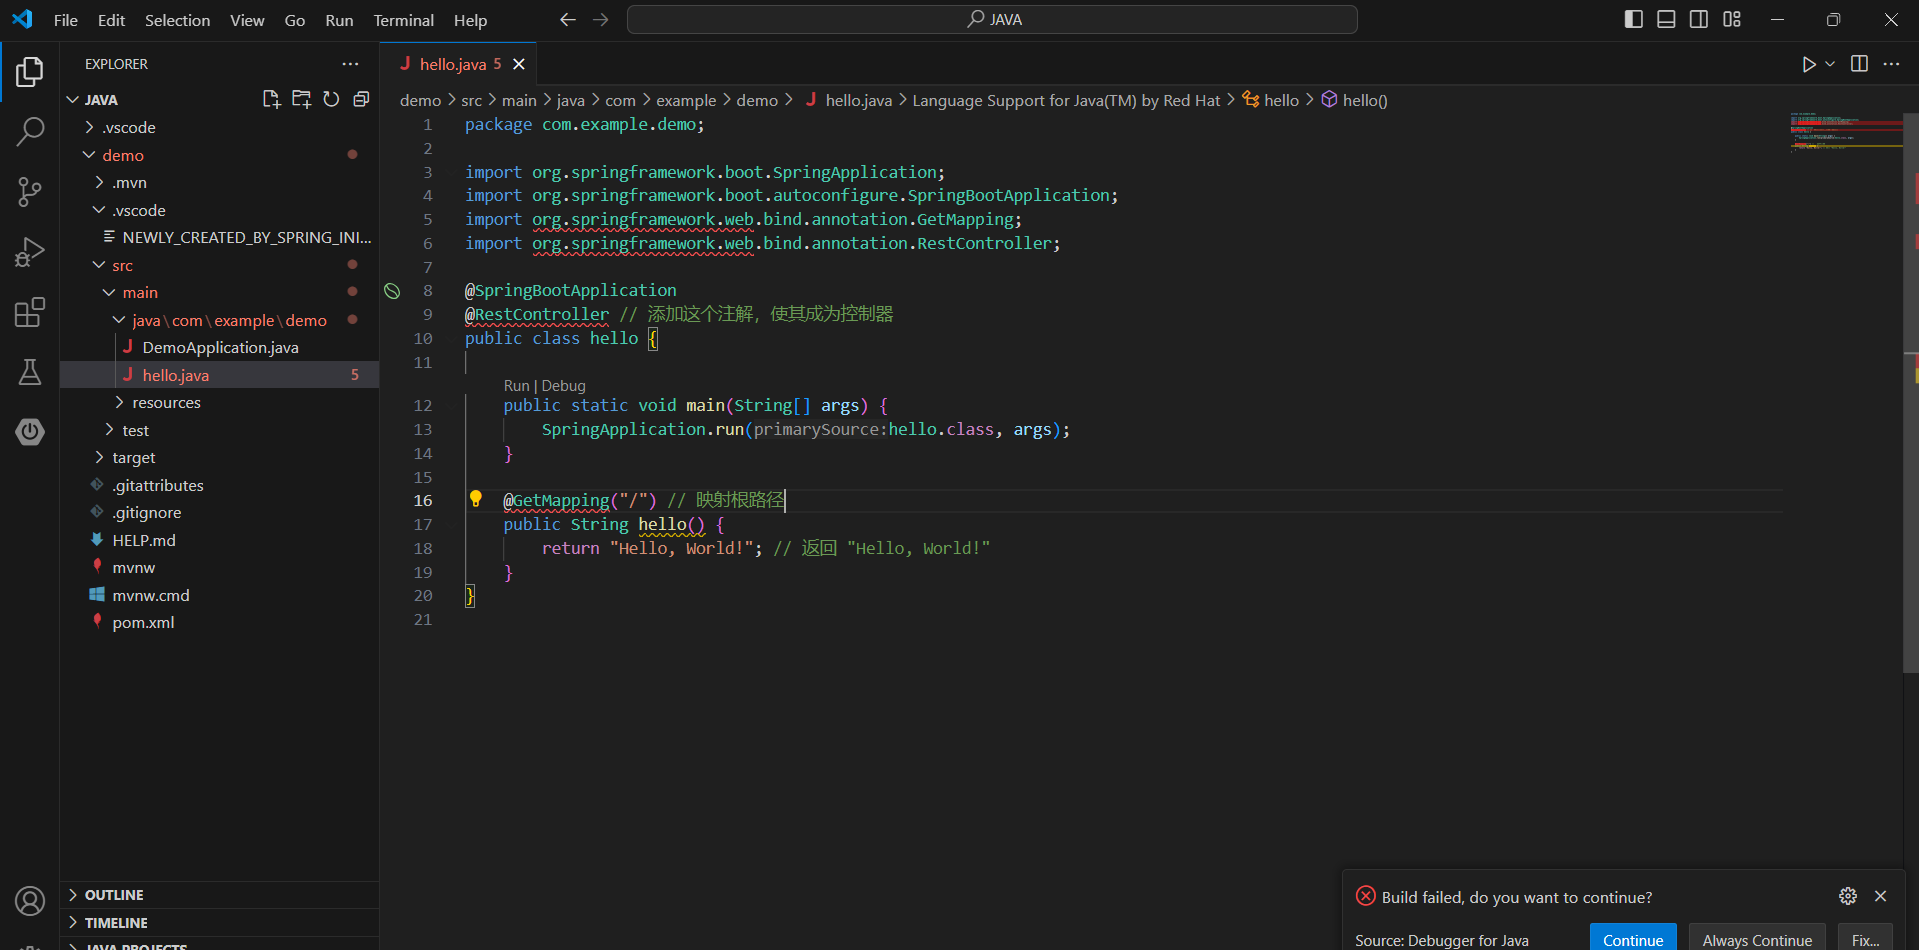 File Edit Selection View Go Run Terminal Help
JAVA
EXPLORER
JAVA
.vscode
demo
.mvn
.vscode
NEWLY_CREATED_BY_SPRING_INI...
src
main
java\com\example\demo
DemoApplication.java
hello.java 5
resources
test
target
.gitattributes
.gitignore
HELP.md
mvnw
mvnw.cmd
pom.xml
OUTLINE
TIMELINE
JAVA PROJECTS
hello.java 5
demo > src > main > java > com > example > demo > hello.java > Language Support for Java(TM) by Red Hat > hello > hello()
1 package com.example.demo;
2
3 import org.springframework.boot.SpringApplication;
4 import org.springframework.boot.autoconfigure.SpringBootApplication;
5 import org.springframework.web.bind.annotation.GetMapping;
6 import org.springframework.web.bind.annotation.RestController;
7
8 @SpringBootApplication
9 @RestController // 添加这个注解，使其成为控制器
10 public class hello {
11
Run | Debug
12 public static void main(String[] args) {
13 SpringApplication.run(primarySource:hello.class, args);
14 }
15
16 @GetMapping("/") // 映射根路径
17 public String hello() {
18 return "Hello, World!"; // 返回 "Hello, World!"
19 }
20 }
21
Build failed, do you want to continue?
Source: Debugger for Java
Continue
Always Continue
Fix...